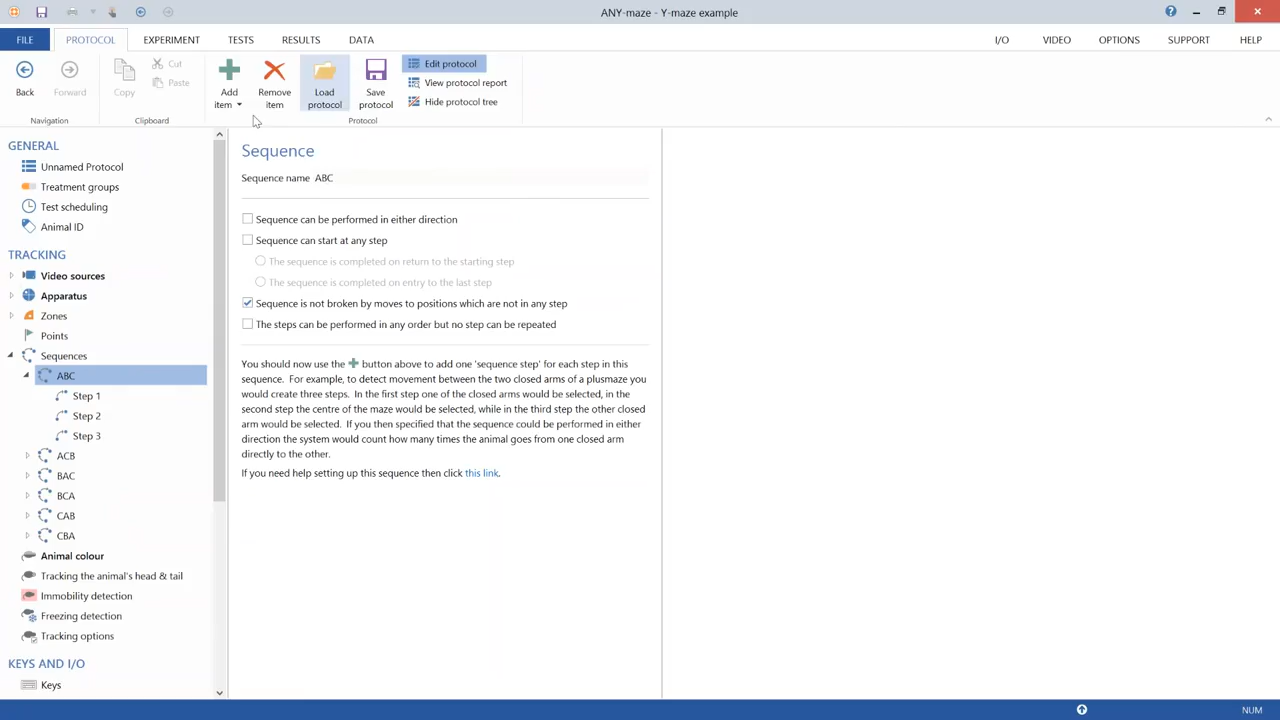 ANY-maze - Y-maze example
FILE PROTOCOL EXPERIMENT TESTS RESULTS DATA I/O VIDEO OPTIONS SUPPORT HELP
Back Forward Copy Cut Paste Add item Remove item Load protocol Save protocol Edit protocol
View protocol report
Hide protocol tree
Navigation Clipboard Protocol
GENERAL
Unnamed Protocol
Treatment groups
Test scheduling
Animal ID
TRACKING
Video sources
Apparatus
Zones
Points
Sequences
ABC
Step 1
Step 2
Step 3
ACB
BAC
BCA
CAB
CBA
Animal colour
Tracking the animal's head & tail
Immobility detection
Freezing detection
Tracking options
KEYS AND I/O
Keys
Sequence
Sequence name ABC
Sequence can be performed in either direction
Sequence can start at any step
The sequence is completed on return to the starting step
The sequence is completed on entry to the last step
Sequence is not broken by moves to positions which are not in any step
The steps can be performed in any order but no step can be repeated
You should now use the button above to add one 'sequence step' for each step in this
sequence. For example, to detect movement between the two closed arms of a plusmaze you
would create three steps. In the first step one of the closed arms would be selected, in the
second step the centre of the maze would be selected, while in the third step the other closed
arm would be selected. If you then specified that the sequence could be performed in either
direction the system would count how many times the animal goes from one closed arm
directly to the other.
If you need help setting up this sequence then click this link.
NUM